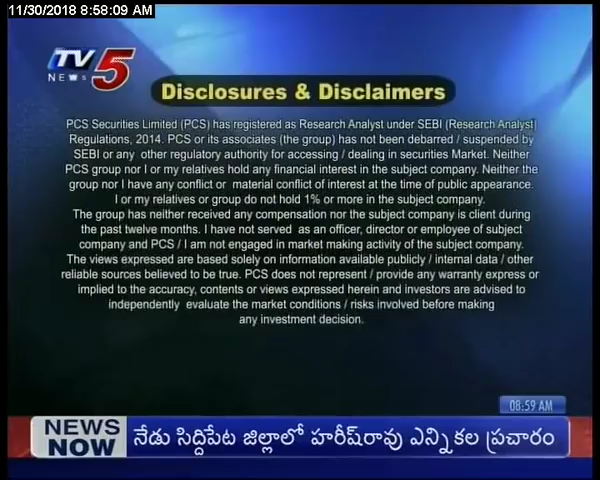 11/30/2018 8:58:09 AM
TV5
NEWS
Disclosures & Disclaimers
PCS Securities Limited (PCS) has registered as Research Analyst under SEBI (Research Analyst)
Regulations, 2014. PCS or its associates (the group) has not been debarred / suspended by
SEBI or any other regulatory authority for accessing / dealing in securities Market. Neither
PCS group nor I or my relatives hold any financial interest in the subject company. Neither the
group nor I have any conflict or material conflict of interest at the time of public appearance.
I or my relatives or group do not hold 1% or more in the subject company.
The group has neither received any compensation nor the subject company is client during
the past twelve months. I have not served as an officer, director or employee of subject
company and PCS / I am not engaged in market making activity of the subject company.
The views expressed are based solely on information available publicly / internal data / other
reliable sources believed to be true. PCS does not represent / provide any warranty express or
implied to the accuracy, contents or views expressed herein and investors are advised to
independently evaluate the market conditions / risks involved before making
any investment decision.
08:59 AM
NEWS NOW
నేడు సిద్దిపేట జిల్లాలో హరీష్‌రావు ఎన్నికల ప్రచారం